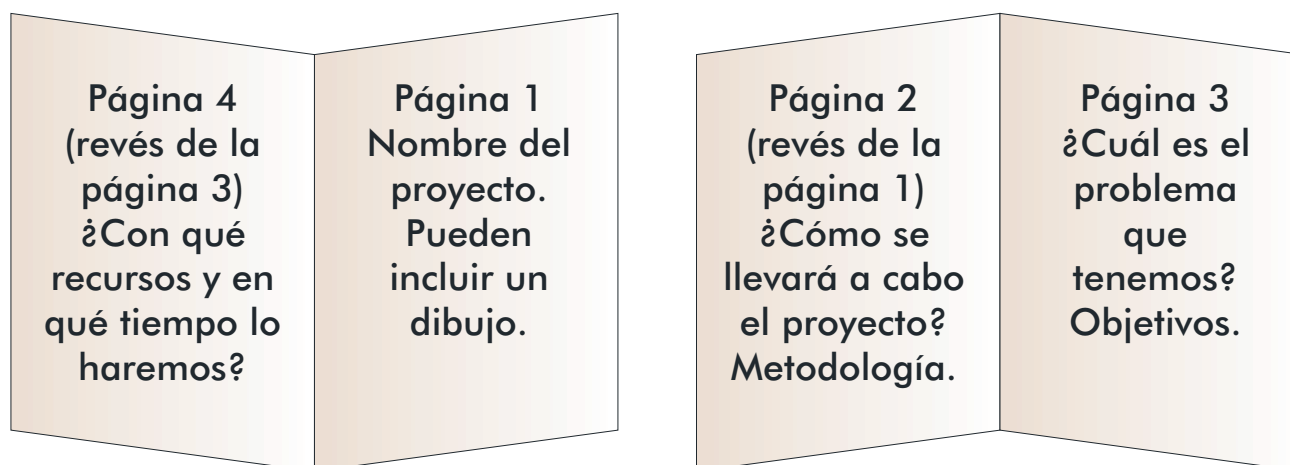 Página 4
(revés de la
página 3)
¿Con qué
recursos y en
qué tiempo lo
haremos?
Página 1
Nombre del
proyecto.
Pueden
incluir un
dibujo.
Página 2
(revés de la
página 1)
¿Cómo se
llevará a cabo
el proyecto?
Metodología.
Página 3
¿Cuál es el
problema
que
tenemos?
Objetivos.